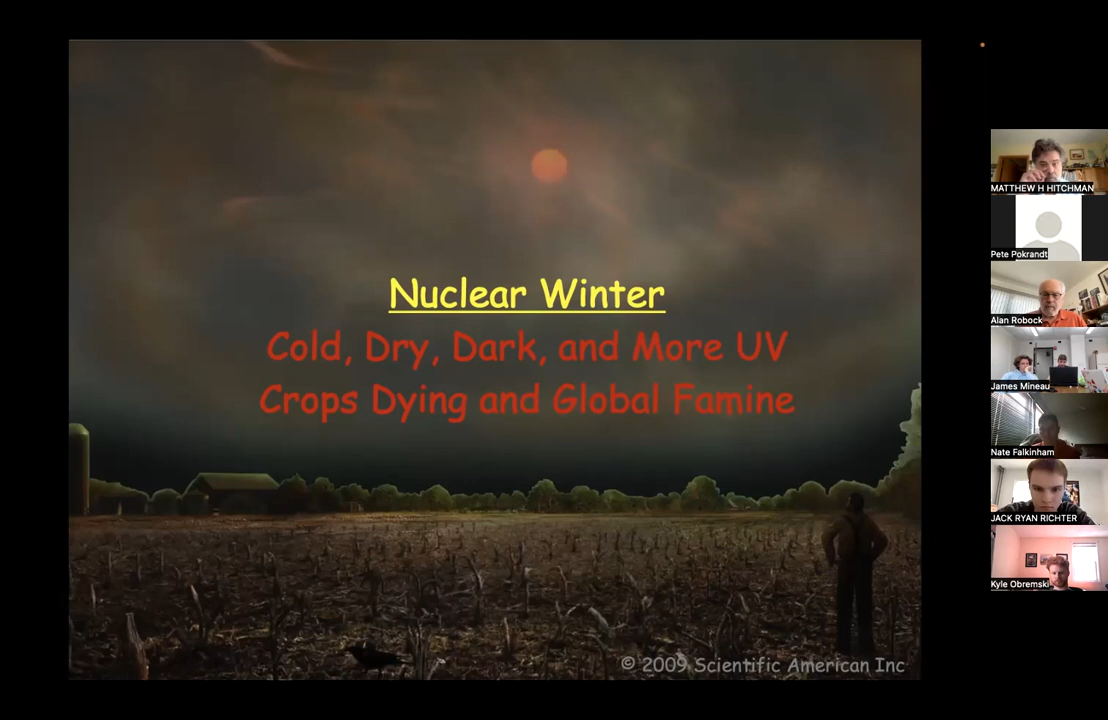 Nuclear Winter
Cold, Dry, Dark, and More UV
Crops Dying and Global Famine
© 2009 Scientific American Inc
MATTHEW H HITCHMAN
Pete Pokrandt
Alan Robock
James Mineau
Nate Falkinham
JACK RYAN RICHTER
Kyle Obremski